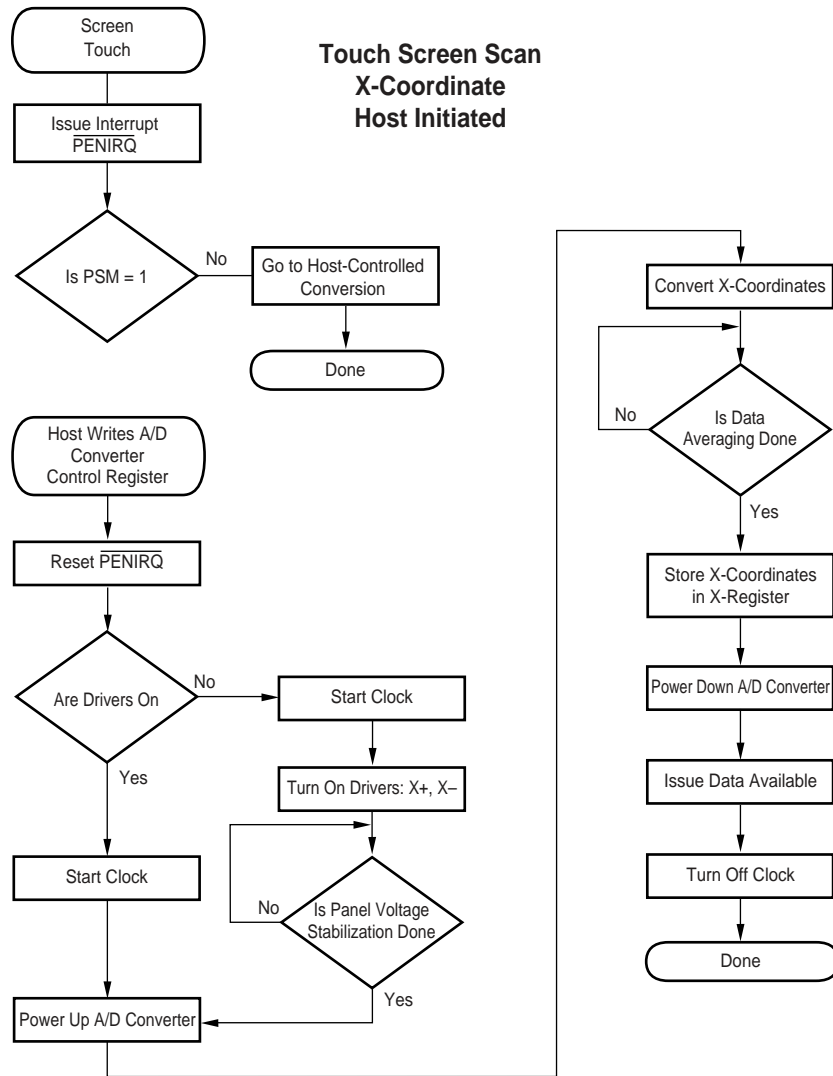 Touch Screen Scan
X-Coordinate
Host Initiated
Screen
Touch
Issue Interrupt
PENIRQ
Is PSM = 1
No
Go to Host-Controlled
Conversion
Done
Host Writes A/D
Converter
Control Register
Reset PENIRQ
Are Drivers On
No
Start Clock
Turn On Drivers: X+, X–
Is Panel Voltage
Stabilization Done
No
Yes
Yes
Start Clock
Power Up A/D Converter
Convert X-Coordinates
Is Data
Averaging Done
No
Yes
Store X-Coordinates
in X-Register
Power Down A/D Converter
Issue Data Available
Turn Off Clock
Done